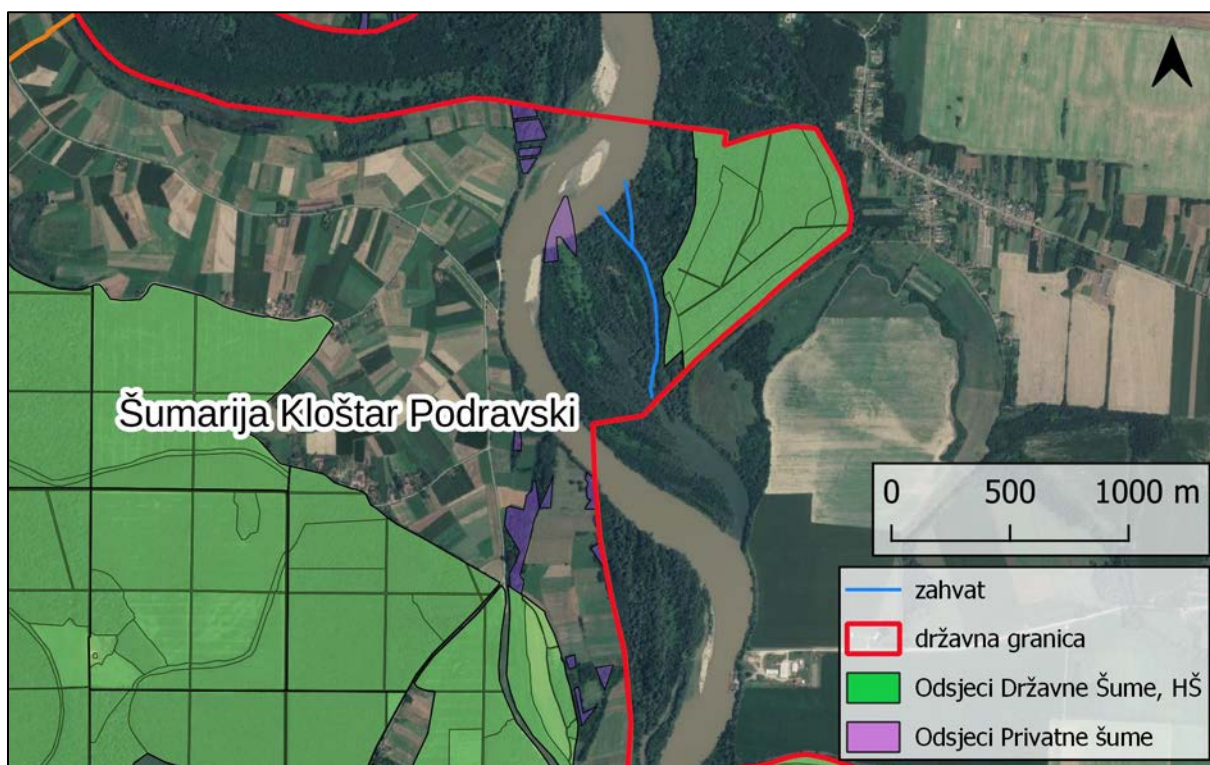 Šumarija Kloštar Podravski
0 500 1000 m
zahvat
državna granica
Odsjeci Državne Šume, HŠ
Odsjeci Privatne šume